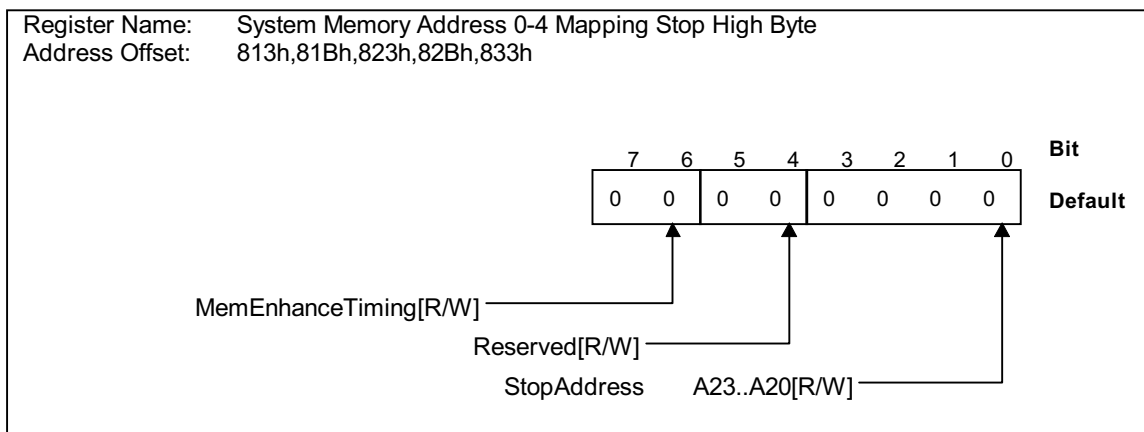 Register Name: System Memory Address 0-4 Mapping Stop High Byte
Address Offset: 813h,81Bh,823h,82Bh,833h
7 6 5 4 3 2 1 0 Bit
0 0 0 0 0 0 0 0 Default
MemEnhanceTiming[R/W]
Reserved[R/W]
StopAddress A23..A20[R/W]